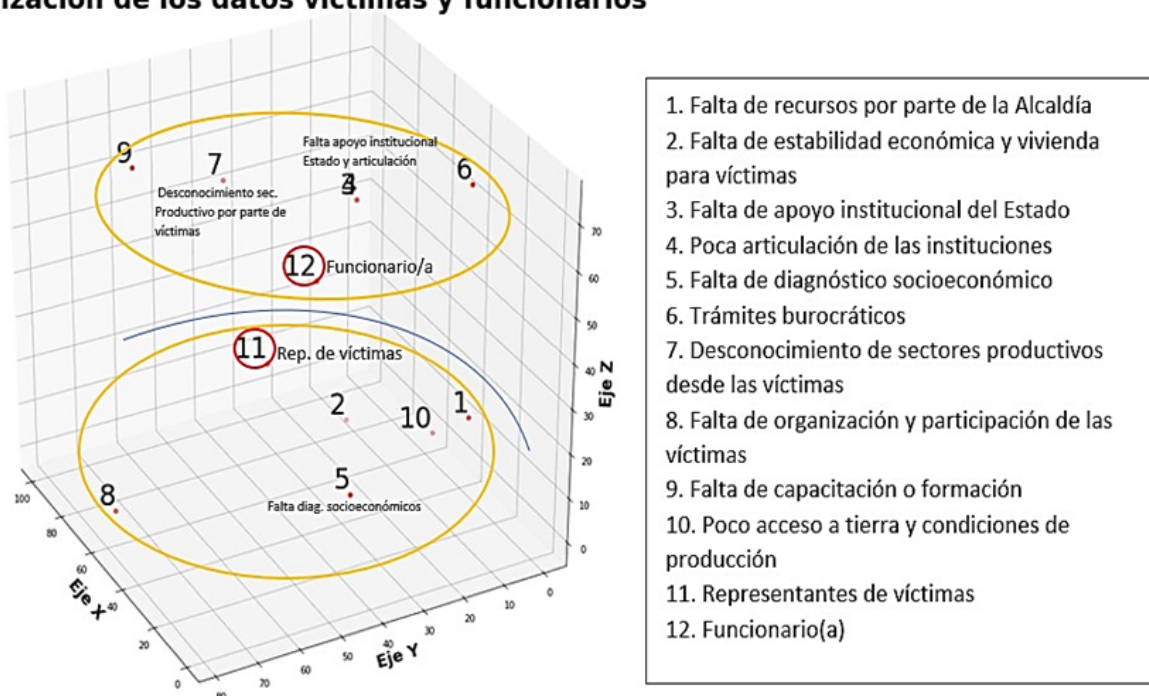 ización de los datos víctimas y funcionarios
9
7
Falta apoyo institucional
Estado y articulación
3
4
6
Desconocimiento sec.
Productivo por parte de
víctimas
12 Funcionario/a
11 Rep. de víctimas
2
10
1
8
5
Falta diag. socioeconómicos
100
80
60
40
20
0
Eje X
80
70
60
50
40
30
20
10
0
Eje Y
70
60
50
40
30
20
10
0
Eje Z
1. Falta de recursos por parte de la Alcaldía
2. Falta de estabilidad económica y vivienda
para víctimas
3. Falta de apoyo institucional del Estado
4. Poca articulación de las instituciones
5. Falta de diagnóstico socioeconómico
6. Trámites burocráticos
7. Desconocimiento de sectores productivos
desde las víctimas
8. Falta de organización y participación de las
víctimas
9. Falta de capacitación o formación
10. Poco acceso a tierra y condiciones de
producción
11. Representantes de víctimas
12. Funcionario(a)